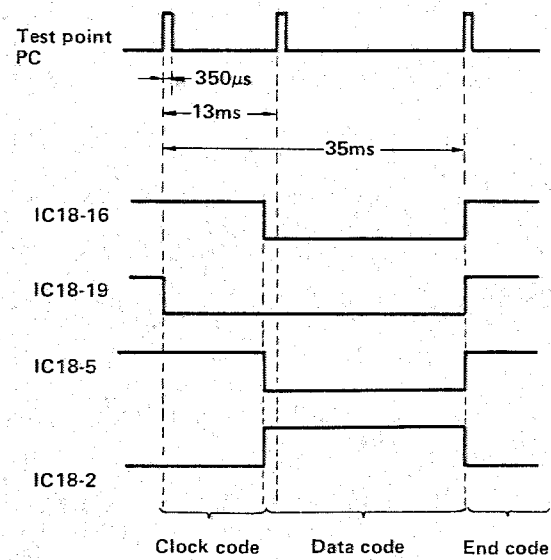 Test point
PC
350μs
13ms
35ms
IC18-16
IC18-19
IC18-5
IC18-2
Clock code Data code End code